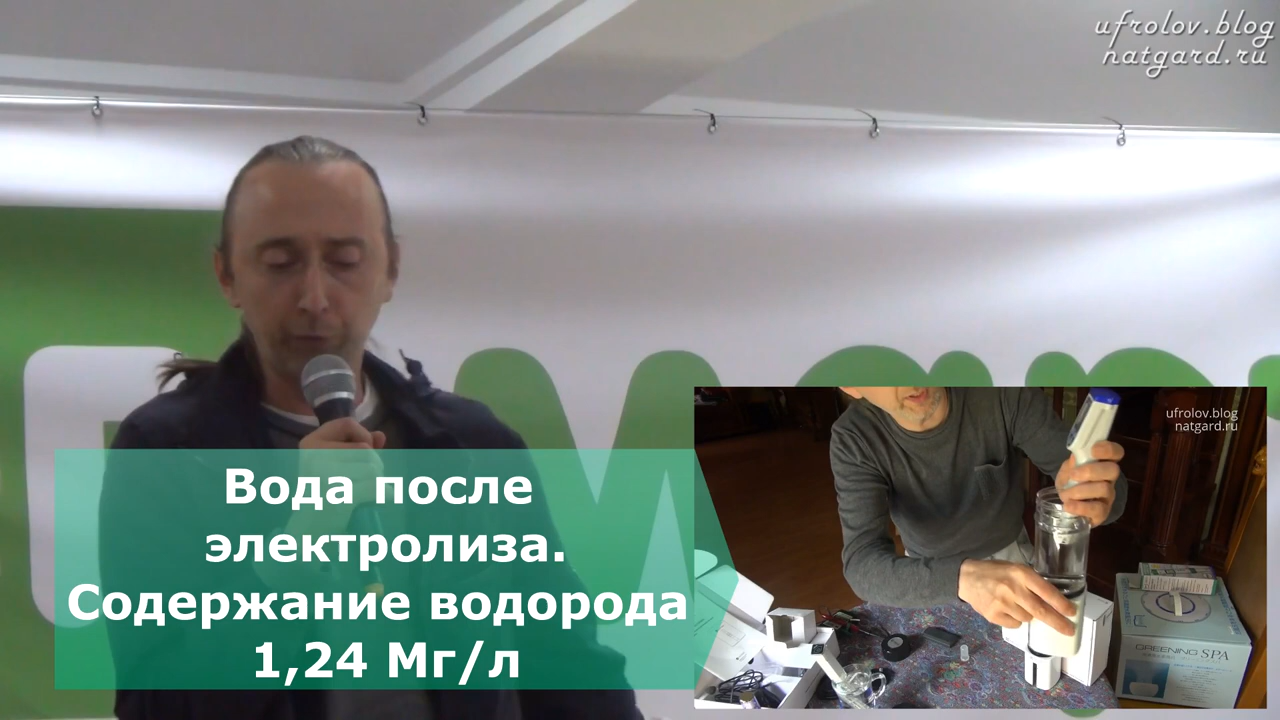 ufrolov.blog
natgard.ru
ufrolov.blog
natgard.ru
Вода после
электролиза.
Содержание водорода
1,24 Мг/л
GREENING SPA